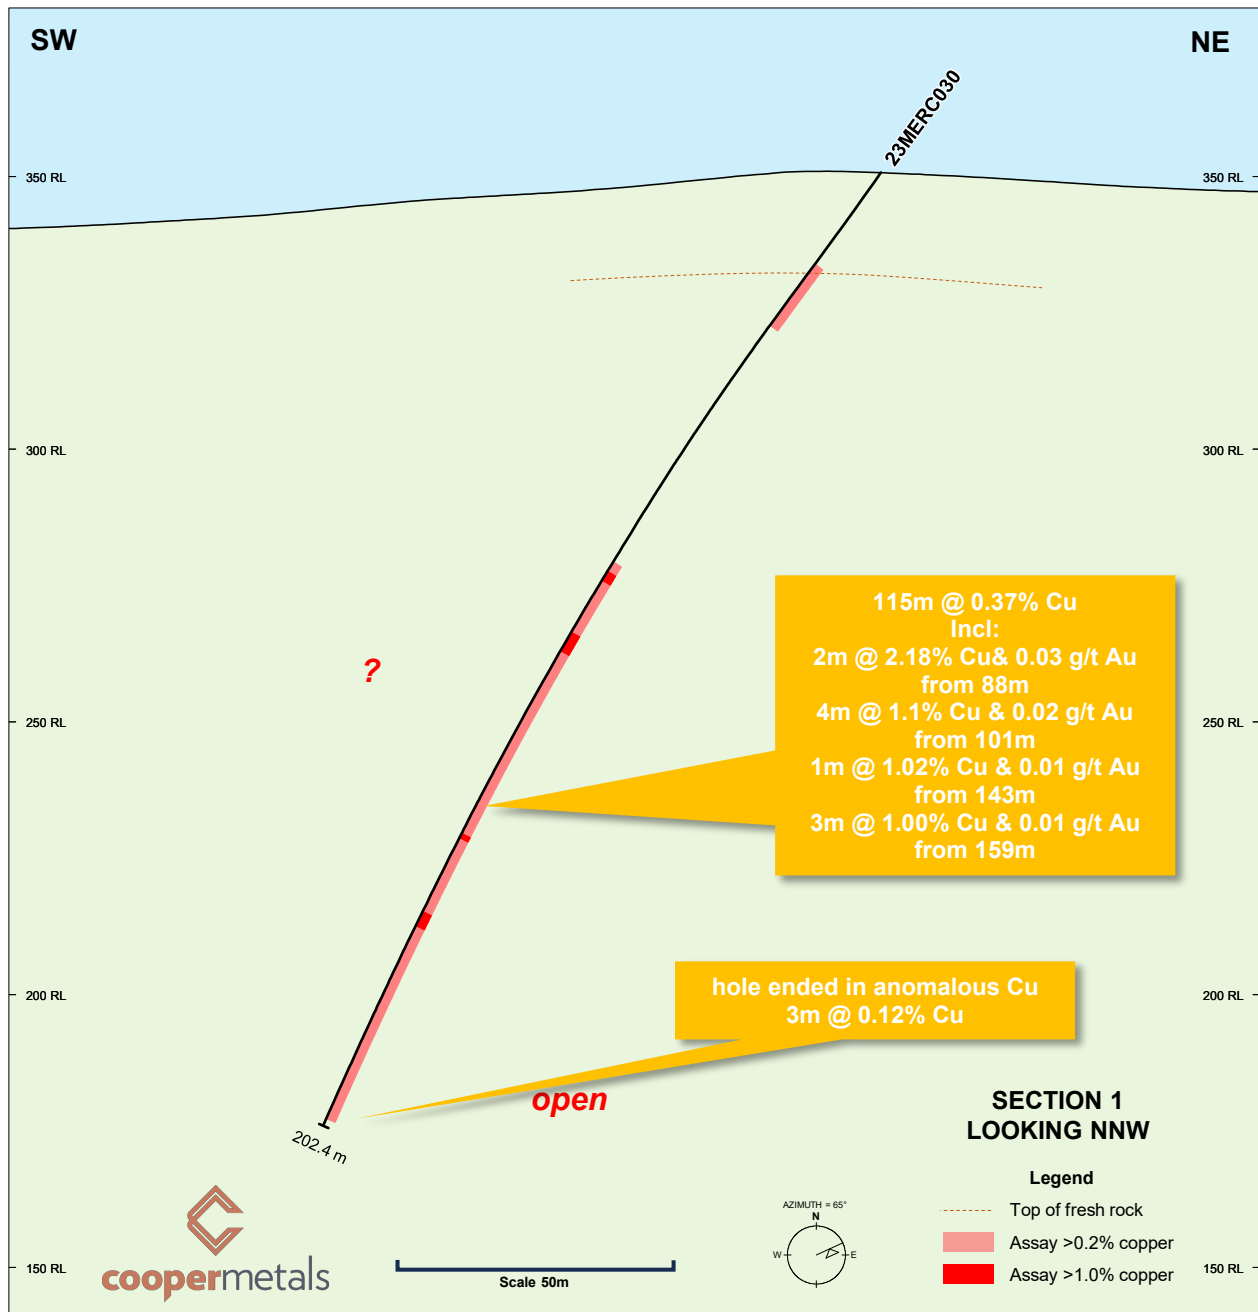 SW
NE
23MERC030
350 RL
350 RL
300 RL
300 RL
115m @ 0.37% Cu
Incl:
2m @ 2.18% Cu& 0.03 g/t Au
from 88m
4m @ 1.1% Cu & 0.02 g/t Au
from 101m
1m @ 1.02% Cu & 0.01 g/t Au
from 143m
3m @ 1.00% Cu & 0.01 g/t Au
from 159m
?
250 RL
250 RL
hole ended in anomalous Cu
3m @ 0.12% Cu
200 RL
200 RL
open
202.4 m
SECTION 1
LOOKING NNW
Legend
Top of fresh rock
Assay >0.2% copper
Assay >1.0% copper
AZIMUTH = 65°
N
W
E
S
coopermetals
Scale 50m
150 RL
150 RL